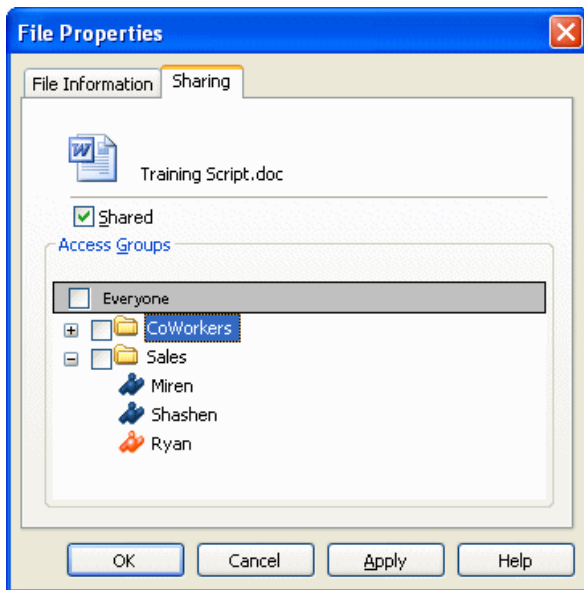 File Properties
File Information Sharing
W
Training Script.doc
Shared
Access Groups
Everyone
CoWorkers
Sales
Miren
Shashen
Ryan
OK Cancel Apply Help